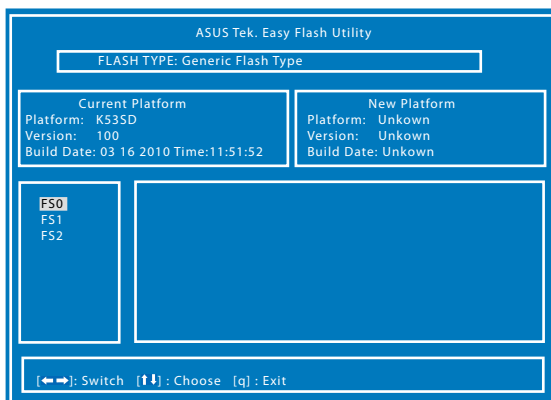 ASUS Tek. Easy Flash Utility
FLASH TYPE: Generic Flash Type
Current Platform
Platform: K53SD
Version: 100
Build Date: 03 16 2010 Time:11:51:52
New Platform
Platform: Unkown
Version: Unkown
Build Date: Unkown
FS0
FS1
FS2
[←→]: Switch [↑↓] : Choose [q] : Exit